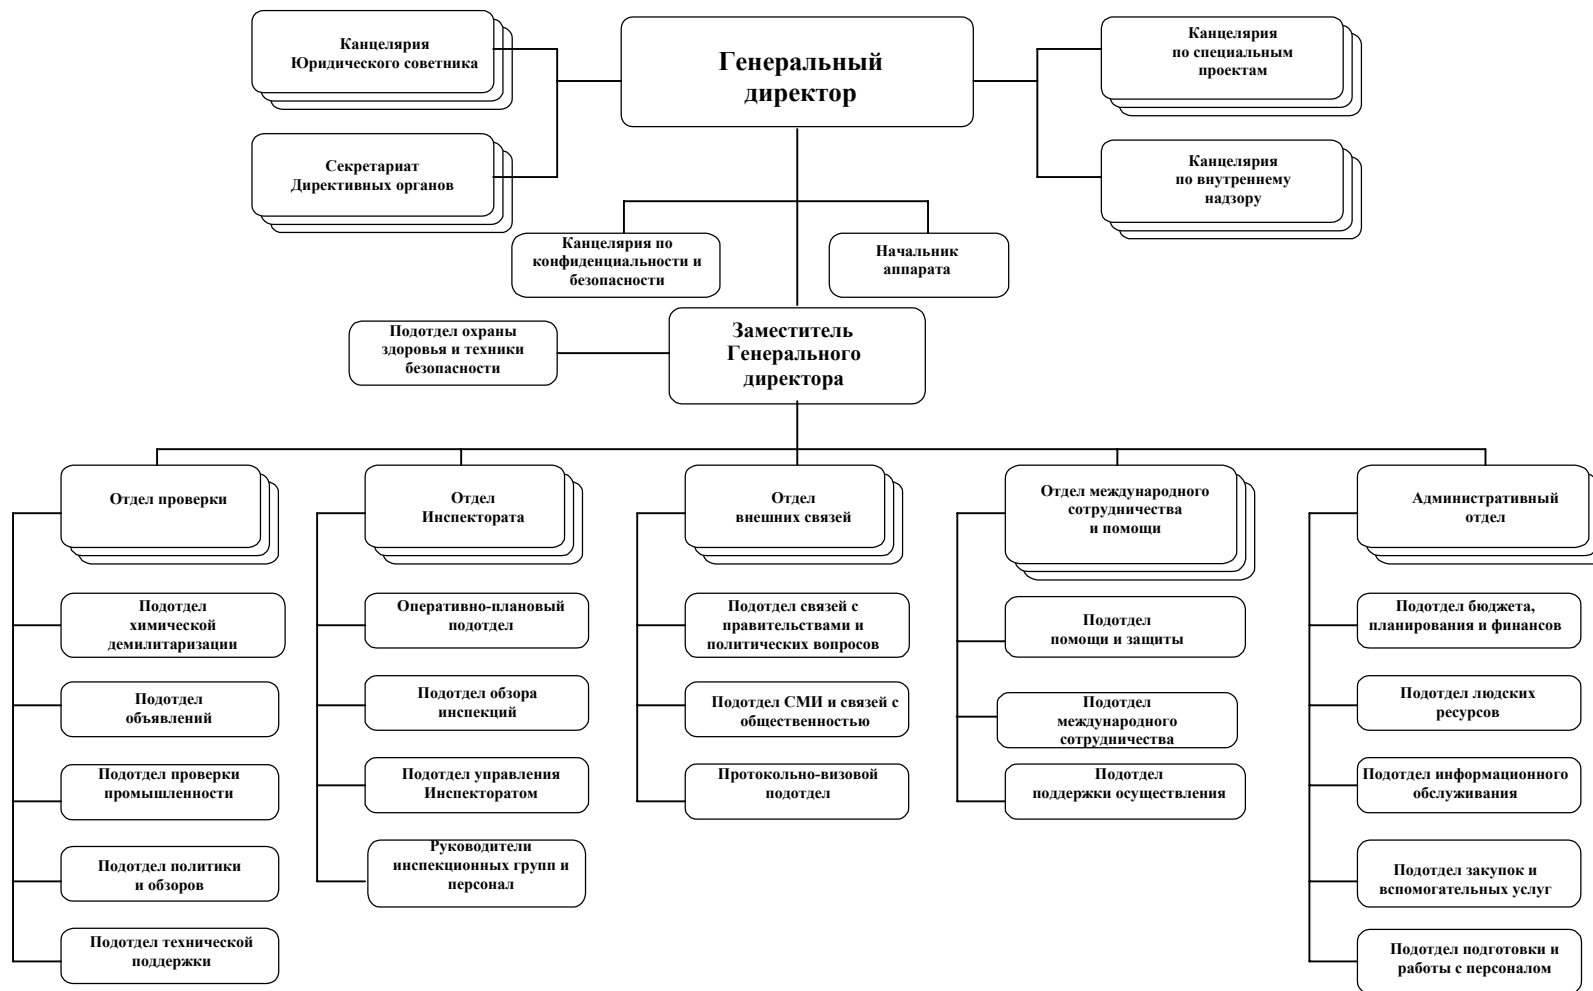 Канцелярия
Юридического советника
Генеральный
директор
Канцелярия
по специальным
проектам
Секретариат
Директивных органов
Канцелярия
по внутреннему
надзору
Канцелярия по
конфиденциальности и
безопасности
Начальник
аппарата
Подотдел охраны
здоровья и техники
безопасности
Заместитель
Генерального
директора
Отдел проверки
Отдел
Инспектората
Отдел
внешних связей
Отдел международного
сотрудничества
и помощи
Административный
отдел
Подотдел
химической
демилитаризации
Оперативно-плановый
подотдел
Подотдел связей с
правительствами и
политических вопросов
Подотдел
помощи и защиты
Подотдел бюджета,
планирования и финансов
Подотдел
объявлений
Подотдел обзора
инспекций
Подотдел СМИ и связей с
общественностью
Подотдел
международного
сотрудничества
Подотдел людских
ресурсов
Подотдел проверки
промышленности
Подотдел управления
Инспекторатом
Протокольно-визовой
подотдел
Подотдел
поддержки осуществления
Подотдел информационного
обслуживания
Подотдел политики
и обзоров
Руководители
инспекционных групп и
персонал
Подотдел закупок и
вспомогательных услуг
Подотдел технической
поддержки
Подотдел подготовки и
работы с персоналом